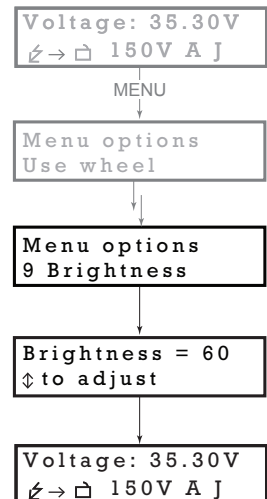 Voltage: 35.30V
→ 150V A J
MENU
Menu options
Use wheel
Menu options
9 Brightness
Brightness = 60
⇕ to adjust
Voltage: 35.30V
→ 150V A J